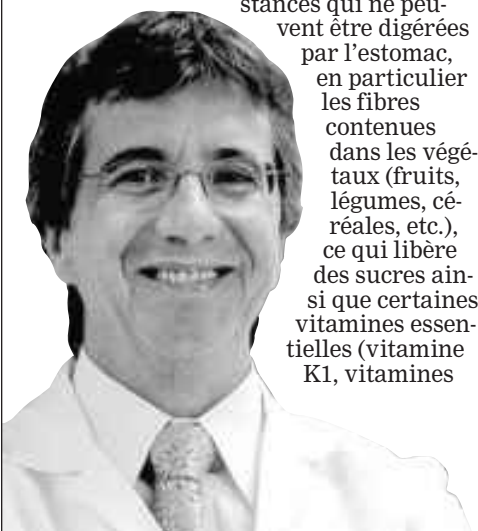 stances qui ne peu-
vent être digérées
par l’estomac,
en particulier
les fibres
contenues
dans les végé-
taux (fruits,
légumes, cé-
réales, etc.),
ce qui libère
des sucres ain-
si que certaines
vitamines essen-
tielles (vitamine
K1, vitamines